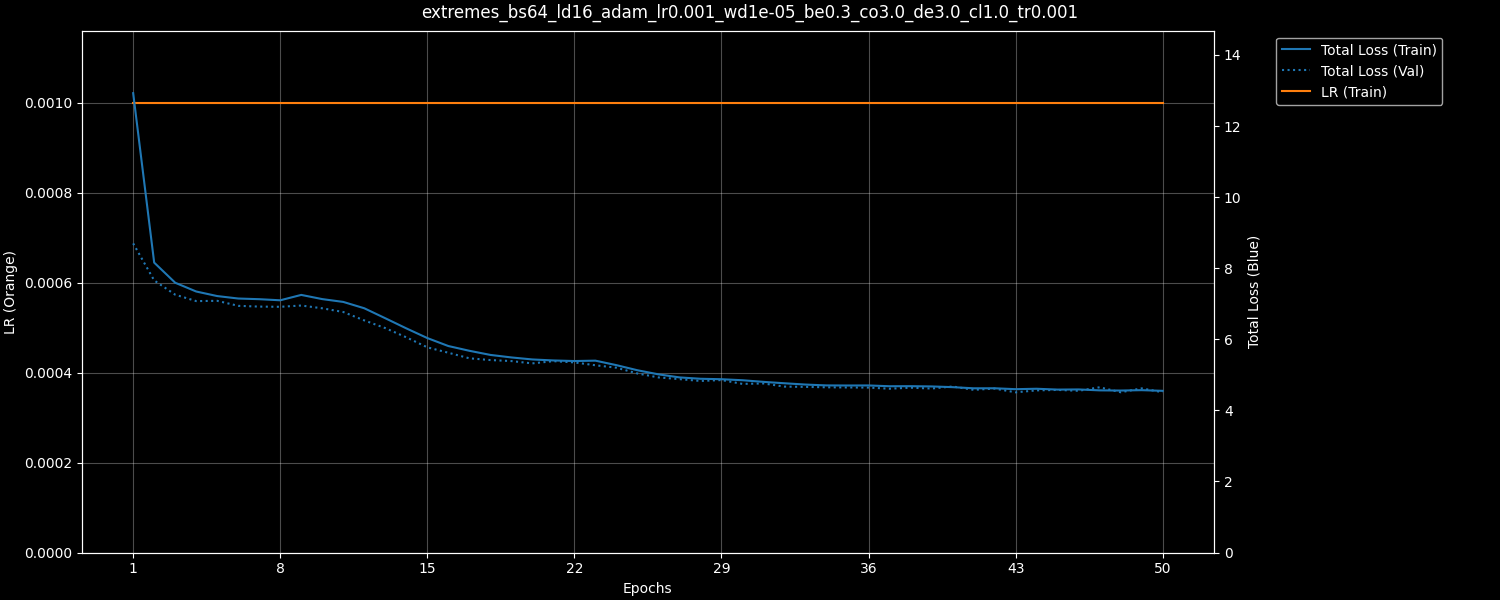 extremes_bs64_ld16_adam_lr0.001_wd1e-05_be0.3_co3.0_de3.0_cl1.0_tr0.001
Total Loss (Train)
Total Loss (Val)
LR (Train)
0.0010
0.0008
0.0006
0.0004
0.0002
0.0000
LR (Orange)
14
12
10
8
6
4
2
0
Total Loss (Blue)
1 8 15 22 29 36 43 50
Epochs